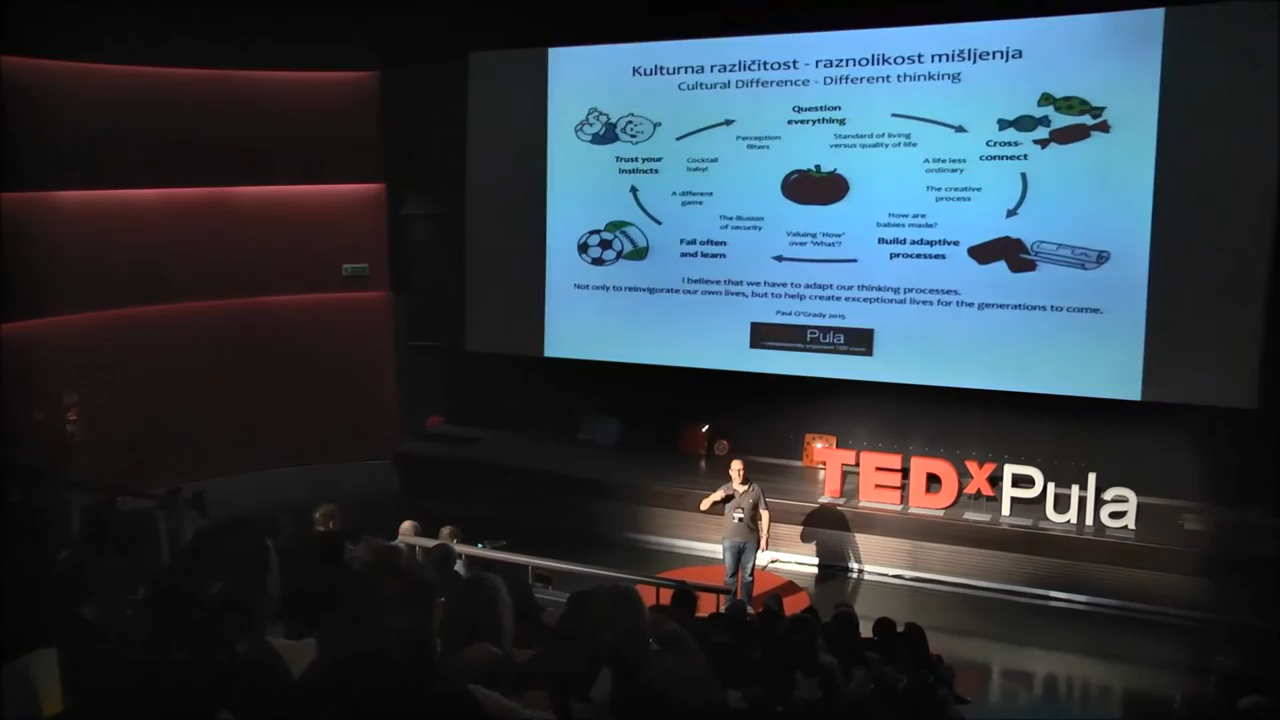 Kulturna različitost - raznolikost mišljenja
Cultural Difference - Different thinking
Question
everything
Perception
filters
Standard of living
versus quality of life
Cross-
connect
Trust your
instincts
Cocktail
baby!
A life less
ordinary
A different
game
The creative
process
The illusion
of security
How are
babies made?
Fail often
and learn
Valuing "How"
over "What"?
Build adaptive
processes
I believe that we have to adapt our thinking processes.
Not only to reinvigorate our own lives, but to help create exceptional lives for the generations to come.
Paul O'Grady 2015
Pula
TEDxPula